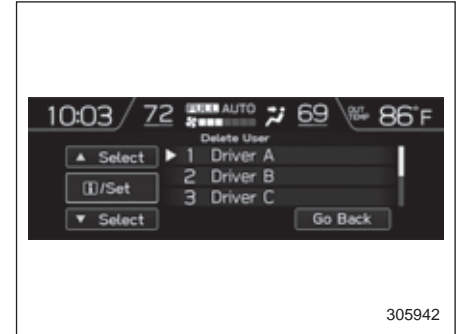 10:03 72 FULL AUTO 69 OUT TEMP 86°F
Delete User
▲ Select ▶ 1 Driver A
2 Driver B
i/Set
3 Driver C
▼ Select Go Back
305942